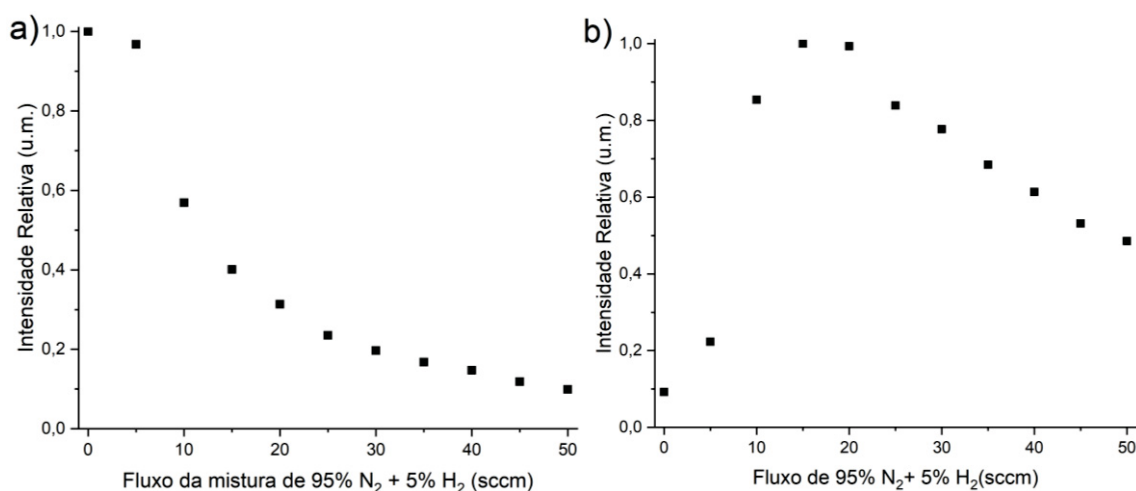 a)
Intensidade Relativa (u.m.)
1,0
0,8
0,6
0,4
0,2
0,0
0 10 20 30 40 50
Fluxo da mistura de 95% N₂ + 5% H₂ (sccm)
b)
Intensidade Relativa (u.m.)
1,0
0,8
0,6
0,4
0,2
0,0
0 10 20 30 40 50
Fluxo de 95% N₂+ 5% H₂(sccm)